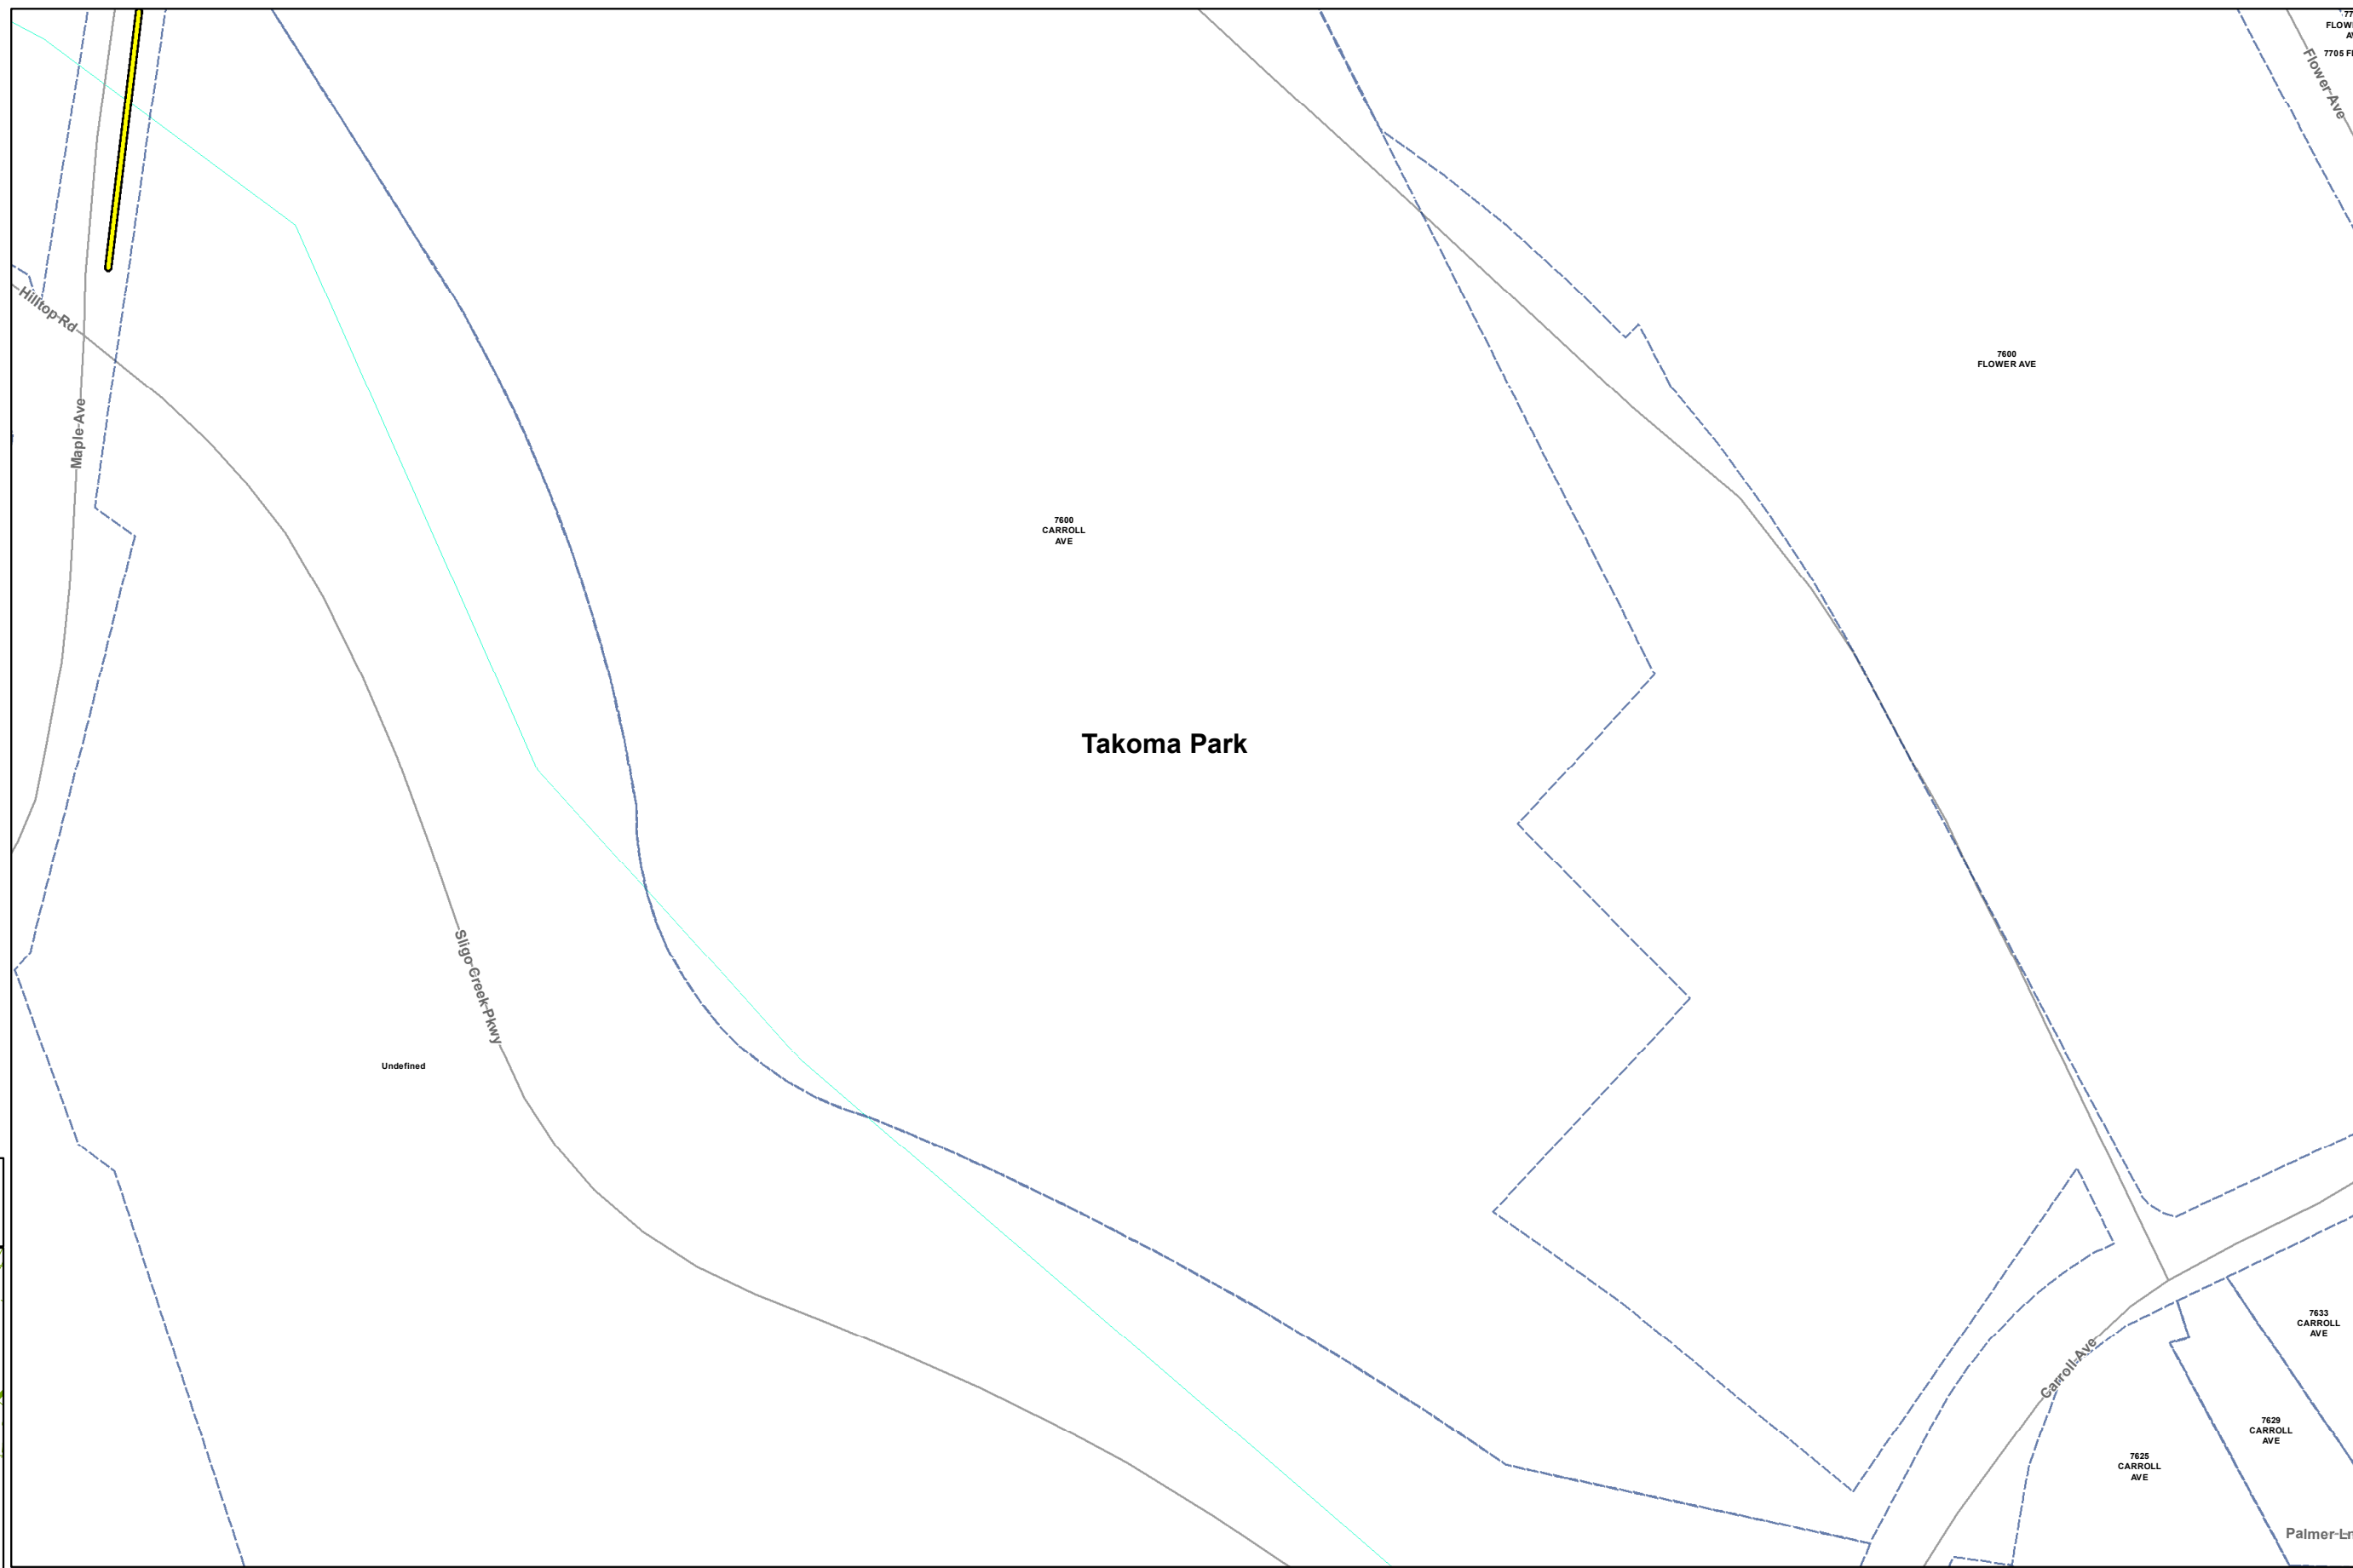 Flower Ave
7600
FLOWER AVE
Hilltop Rd
Maple Ave
7600
CARROLL
AVE
Takoma Park
Sligo Creek Pkwy
Undefined
7633
CARROLL
AVE
Carroll Ave
7629
CARROLL
AVE
7625
CARROLL
AVE
Palmer Ln